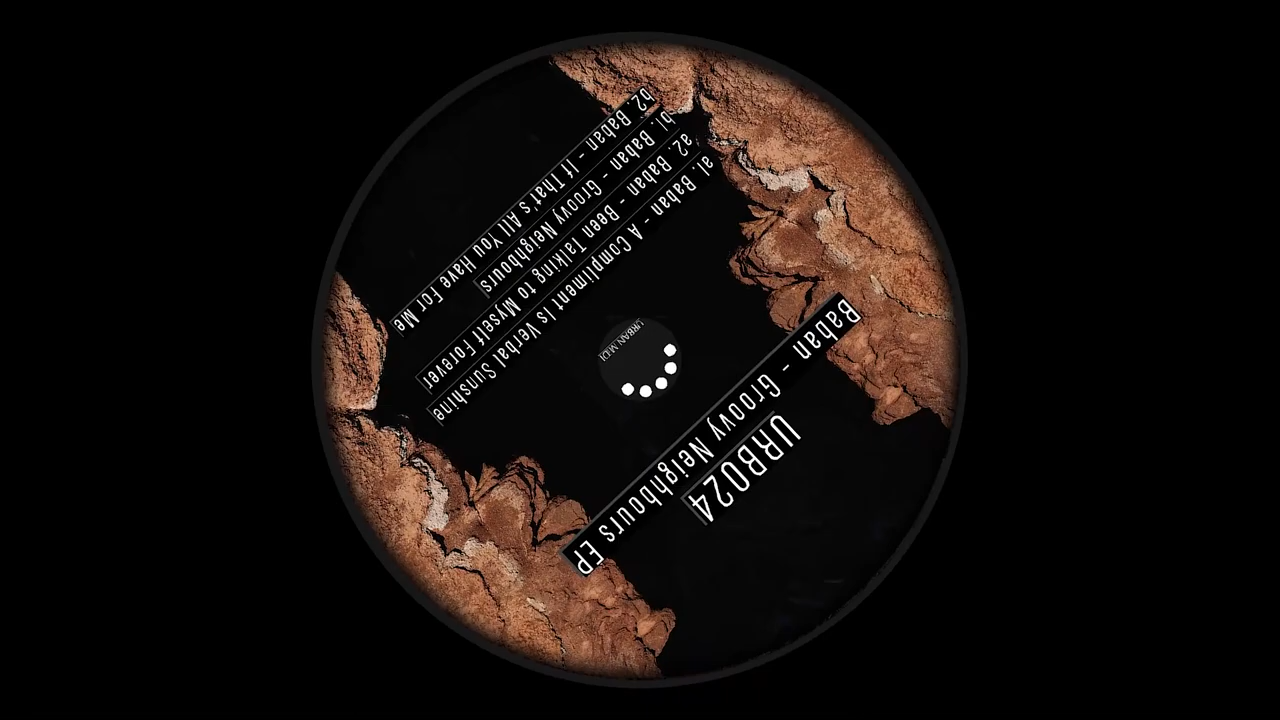 URB024
Baban - Groovy Neighbours EP
URBAN
a1. Baban - A Compliment Is Verbal Sunshine
a2. Baban - Been Talking to Myself Forever
b1. Baban - Groovy Neighbours
b2. Baban - If That's All You Have For Me